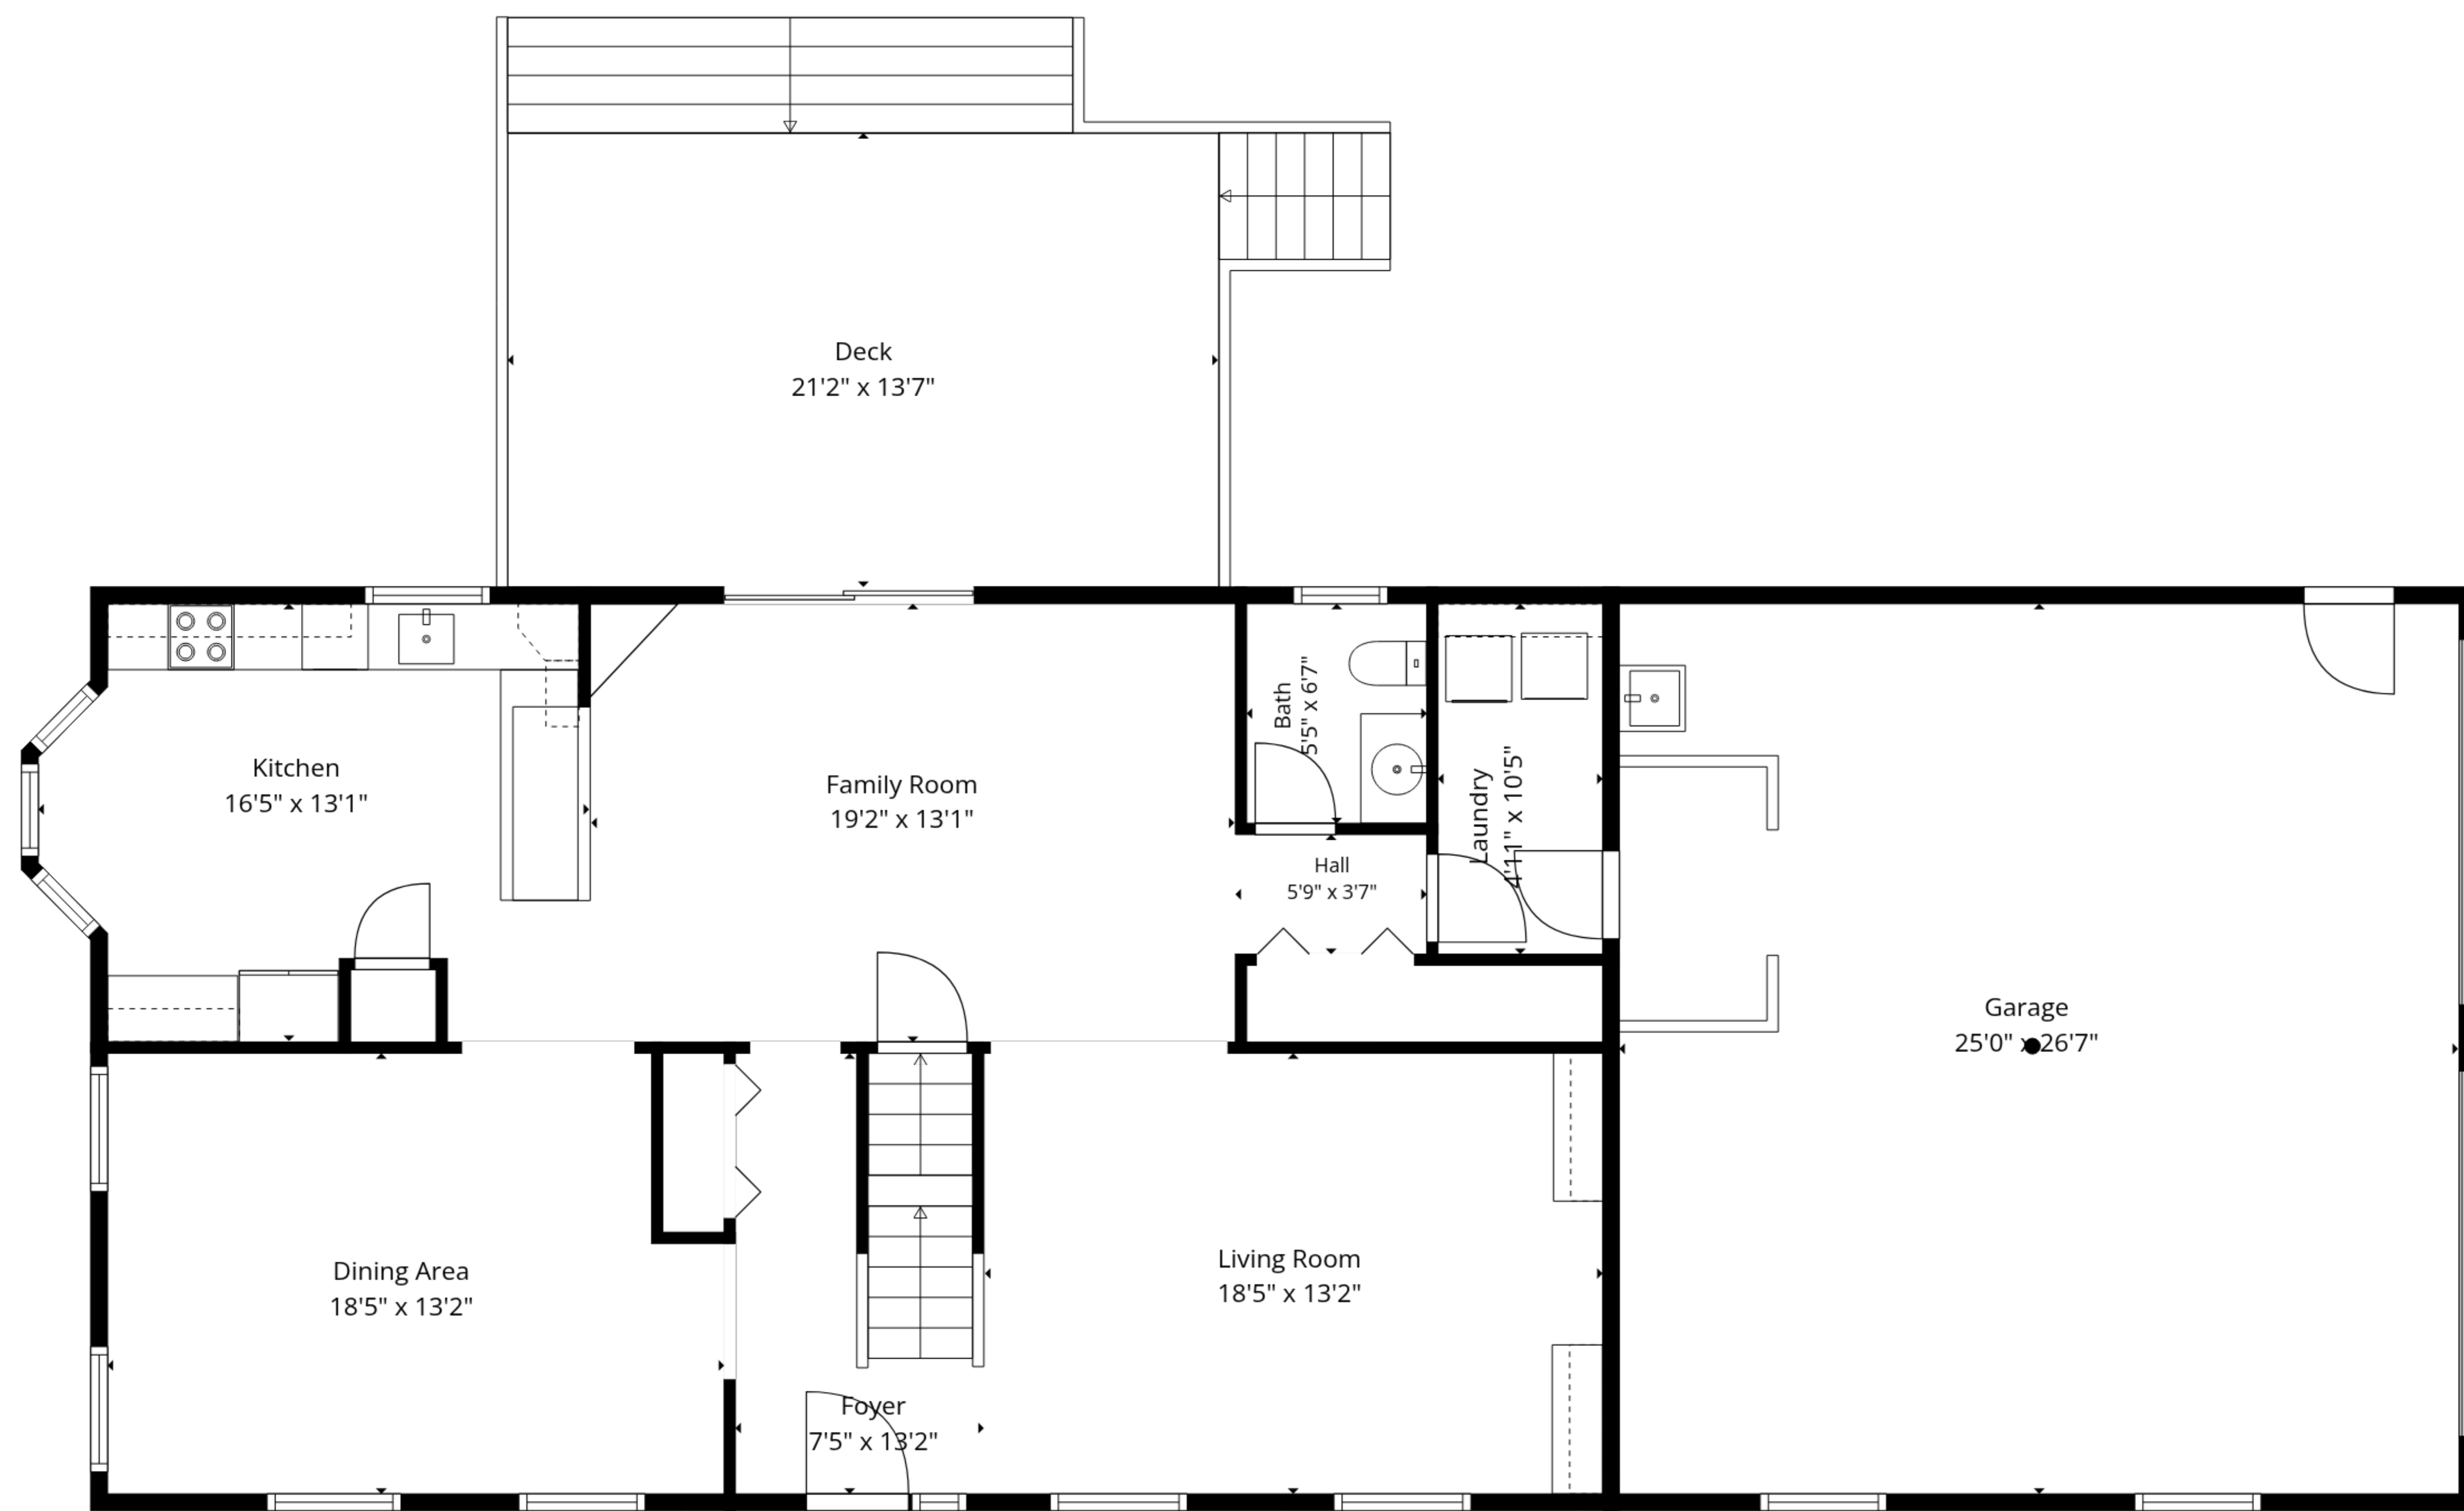 Deck
21'2" x 13'7"
Kitchen
16'5" x 13'1"
Family Room
19'2" x 13'1"
Bath
5'5" x 6'7"
Laundry
4'11" x 10'5"
Hall
5'9" x 3'7"
Garage
25'0" x 26'7"
Dining Area
18'5" x 13'2"
Living Room
18'5" x 13'2"
Foyer
7'5" x 13'2"